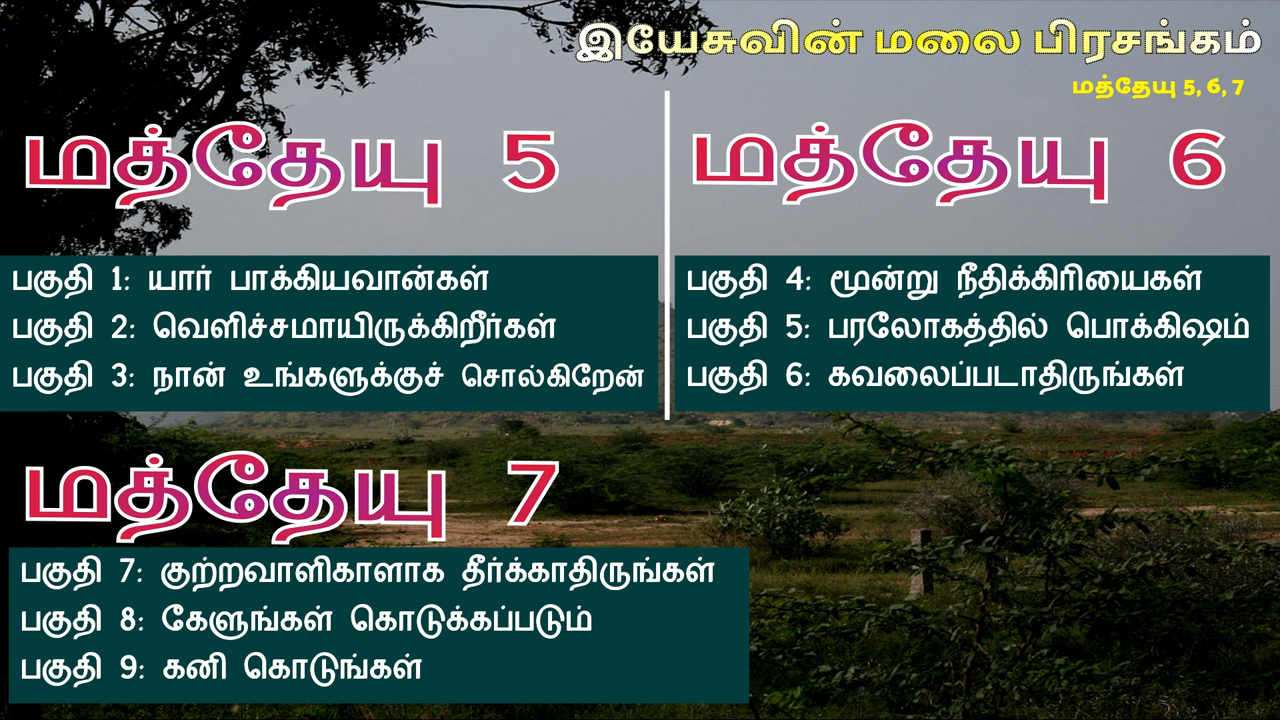 இயேசுவின் மலை பிரசங்கம்
மத்தேயு 5, 6, 7
மத்தேயு 5
பகுதி 1: யார் பாக்கியவான்கள்
பகுதி 2: வெளிச்சமாயிருக்கிறீர்கள்
பகுதி 3: நான் உங்களுக்குச் சொல்கிறேன்
மத்தேயு 6
பகுதி 4: மூன்று நீதிக்கிரியைகள்
பகுதி 5: பரலோகத்தில் பொக்கிஷம்
பகுதி 6: கவலைப்படாதிருங்கள்
மத்தேயு 7
பகுதி 7: குற்றவாளிகாளாக தீர்க்காதிருங்கள்
பகுதி 8: கேளுங்கள் கொடுக்கப்படும்
பகுதி 9: கனி கொடுங்கள்